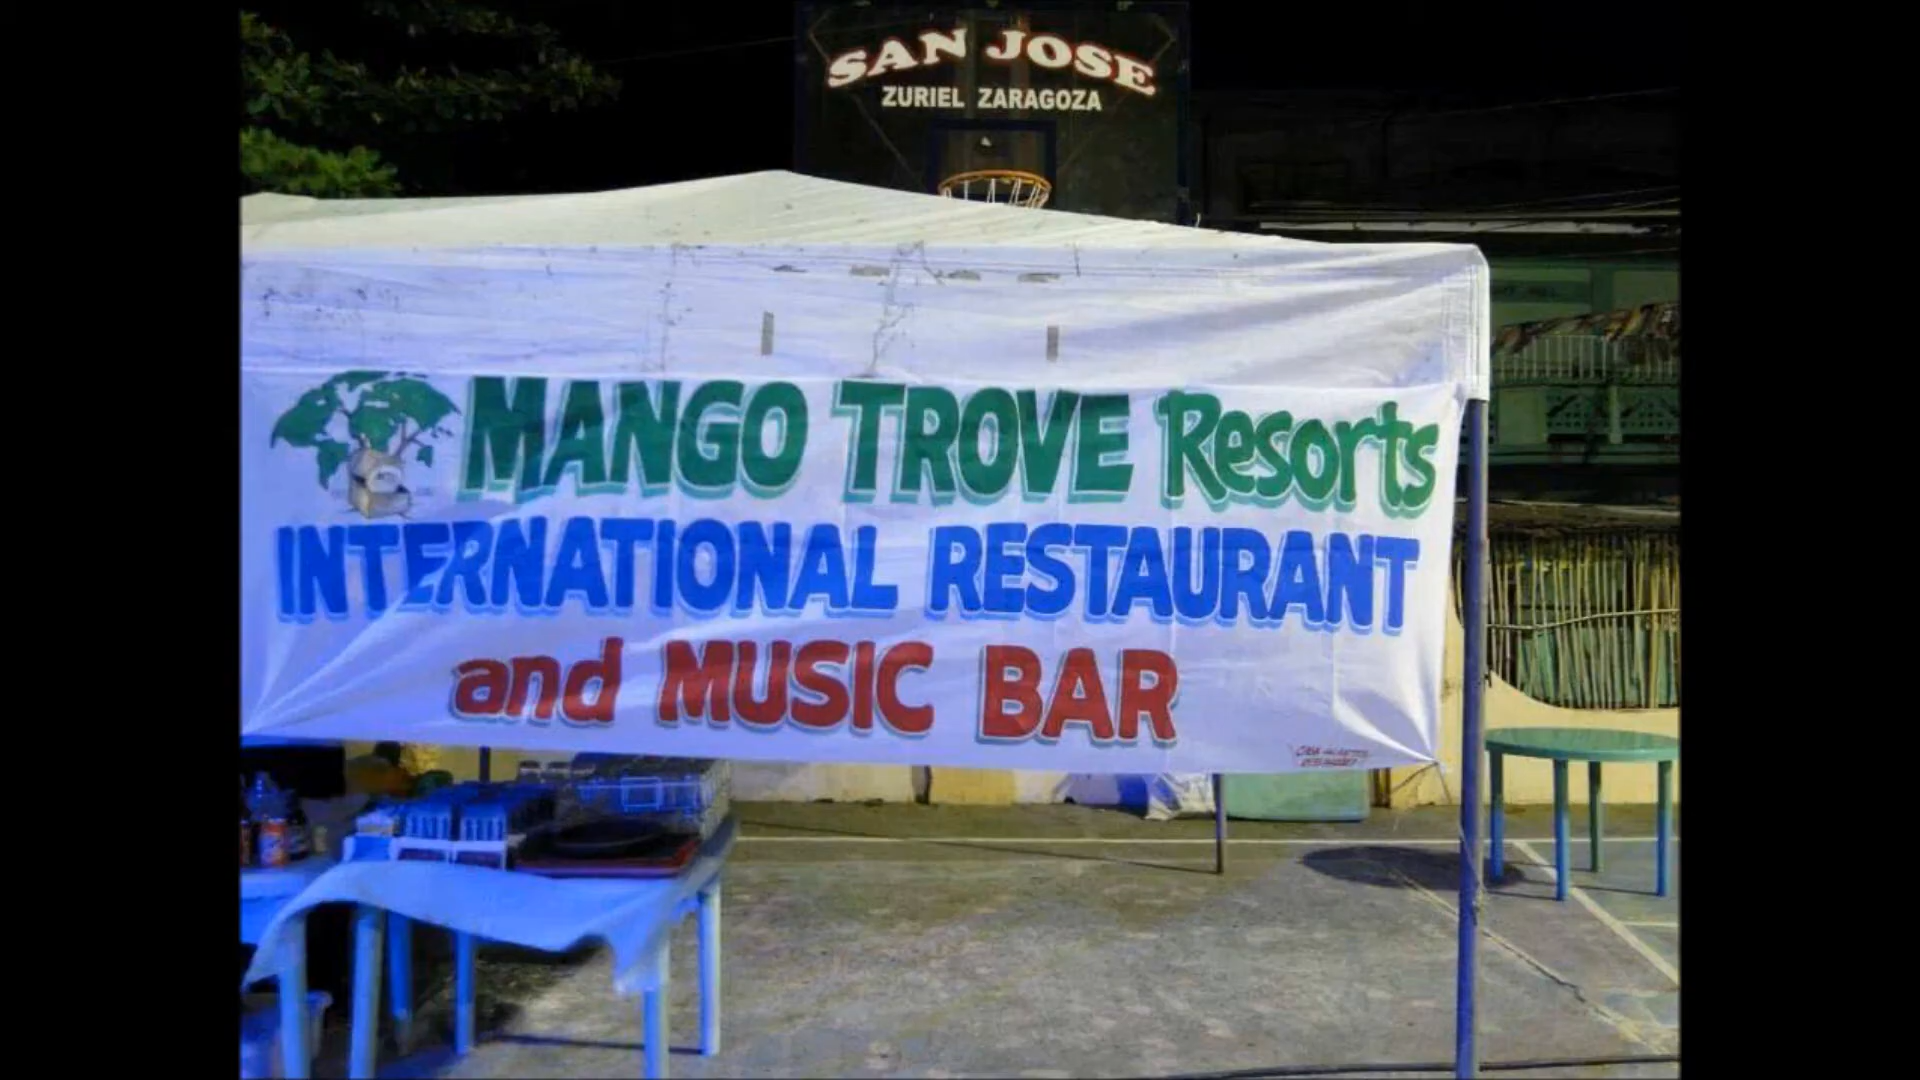 SAN JOSE
ZURIEL ZARAGOZA
MANGO TROVE Resorts
INTERNATIONAL RESTAURANT
and MUSIC BAR